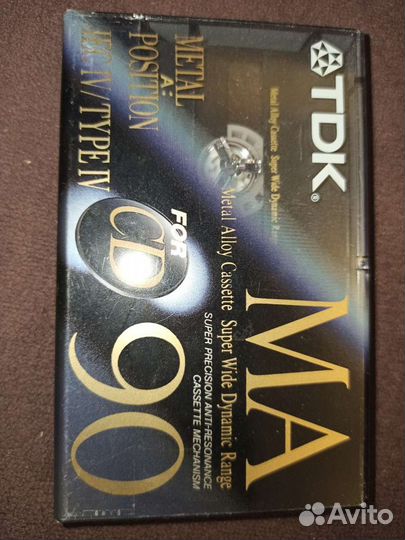 TDK®
Metal Alloy Cassette Super Wide Dynamic Ran
MA
Metal Alloy Cassette Super Wide Dynamic Range
SUPER PRECISION ANTI-RESONANCE
CASSETTE MECHANISM
METAL
A:
POSITION
IEC IV / TYPE IV
FOR
CD
90
Avito